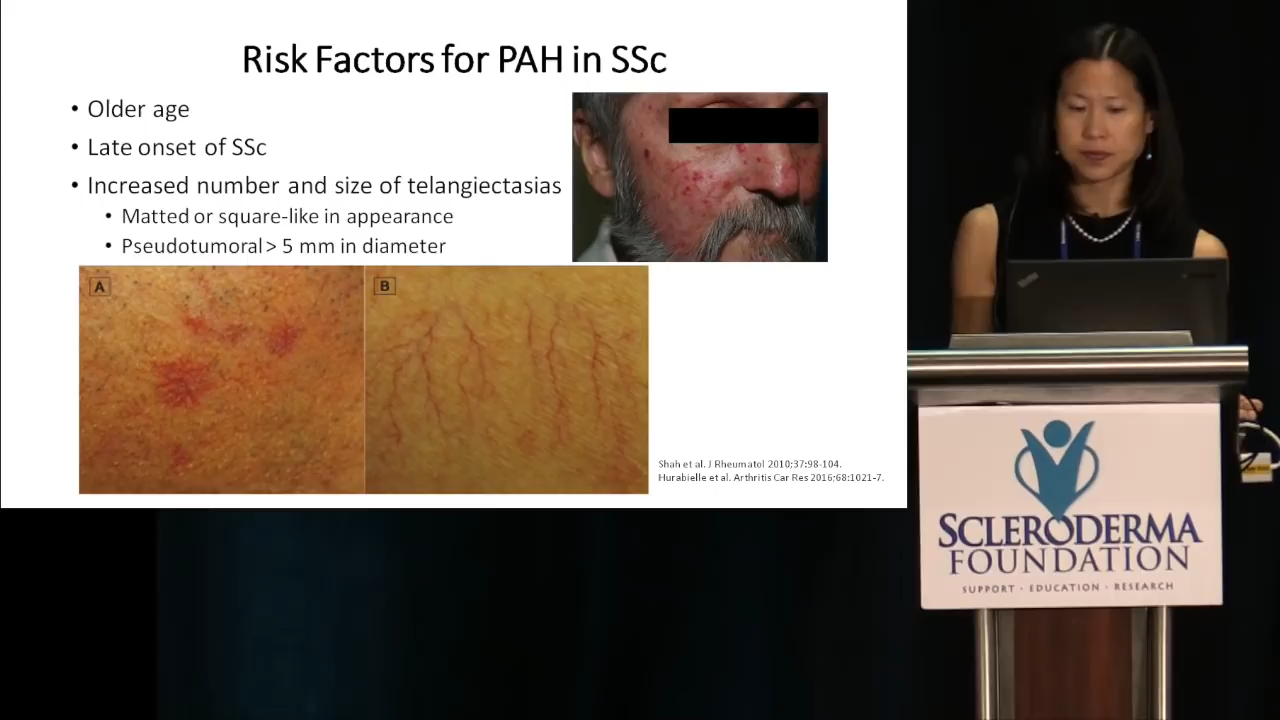 Risk Factors for PAH in SSc
• Older age
• Late onset of SSc
• Increased number and size of telangiectasias
• Matted or square-like in appearance
• Pseudotumoral > 5 mm in diameter
A
B
Shah et al. J Rheumatol 2010;37:98-104.
Hurabielle et al. Arthritis Car Res 2016;68:1021-7.
SCLERODERMA
FOUNDATION
SUPPORT · EDUCATION · RESEARCH